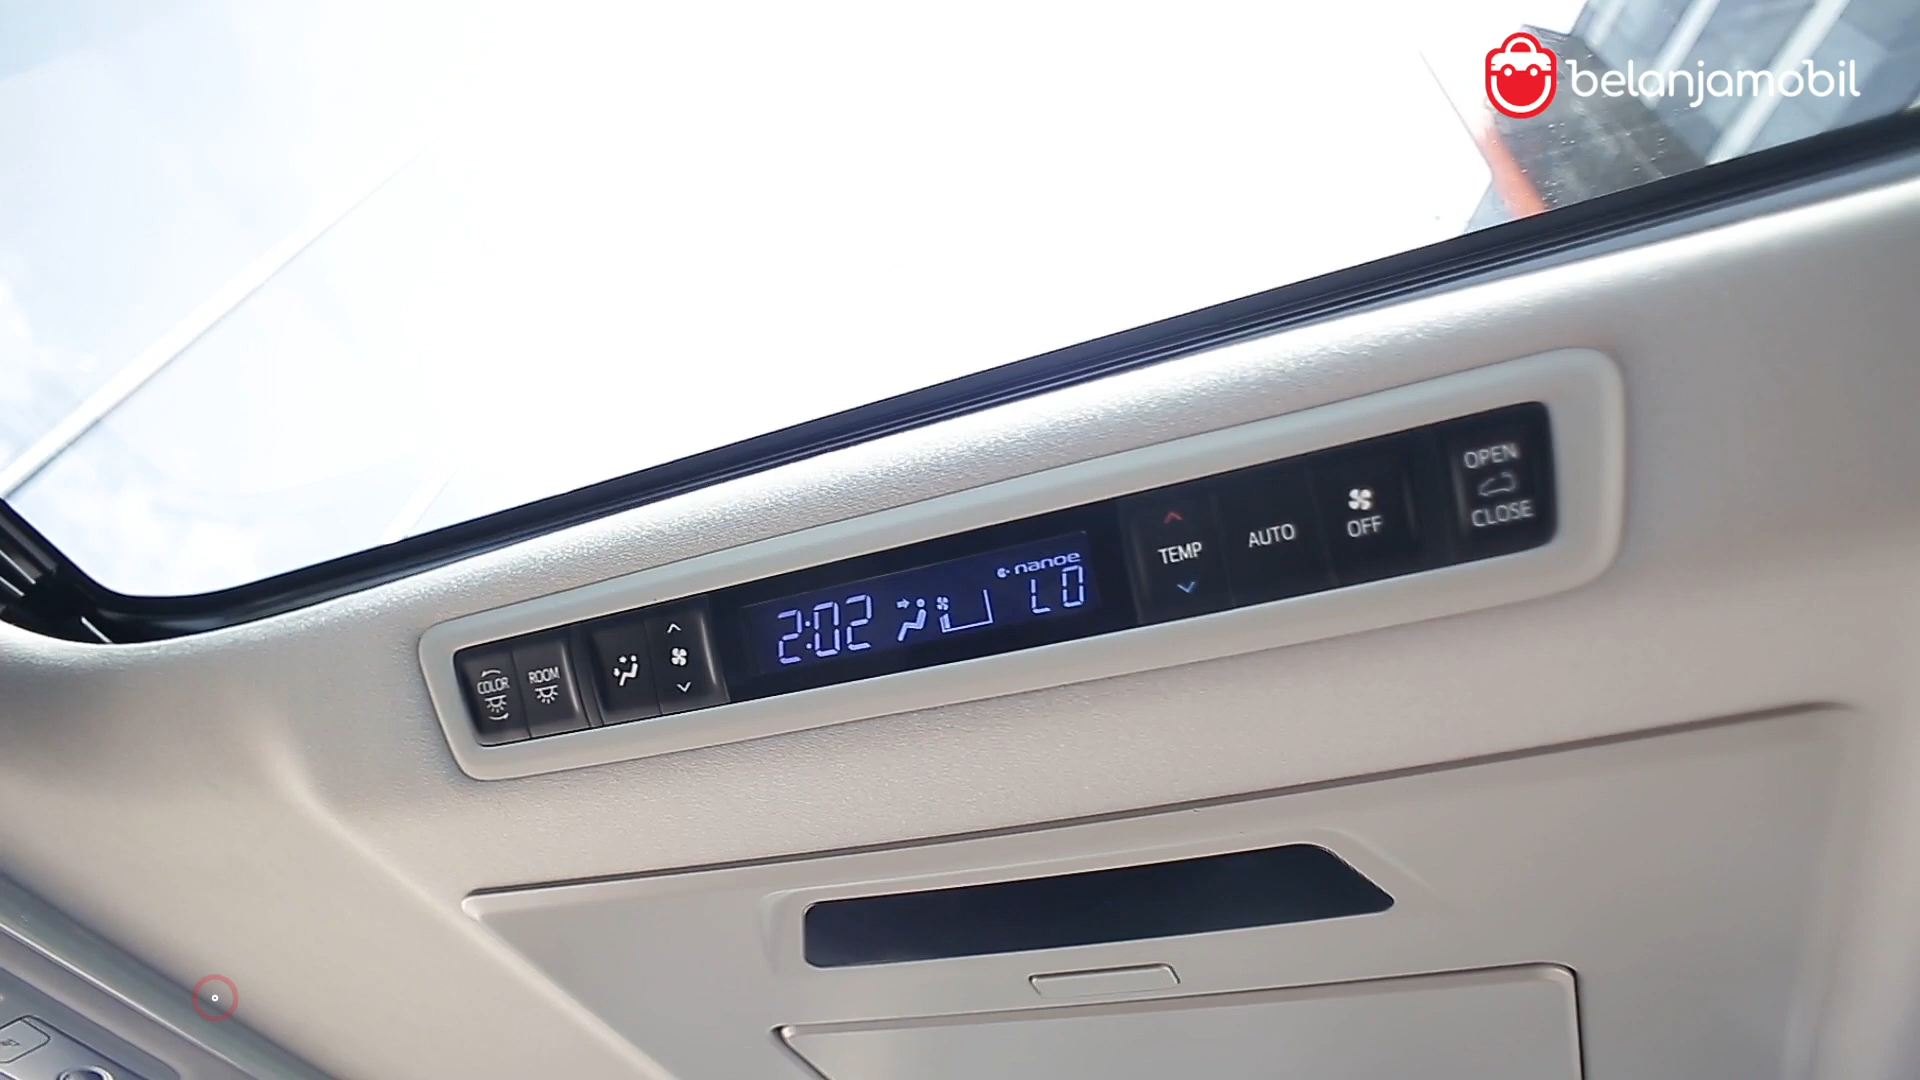 belanjamobil
COLOR
ROOM
2:02
nanoe
LO
TEMP
AUTO
OFF
OPEN
CLOSE